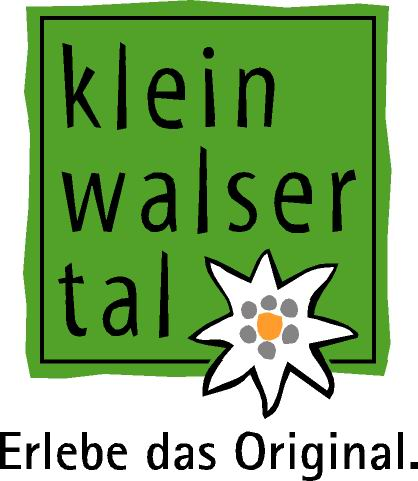 klein
walser
tal
Erlebe das Original.